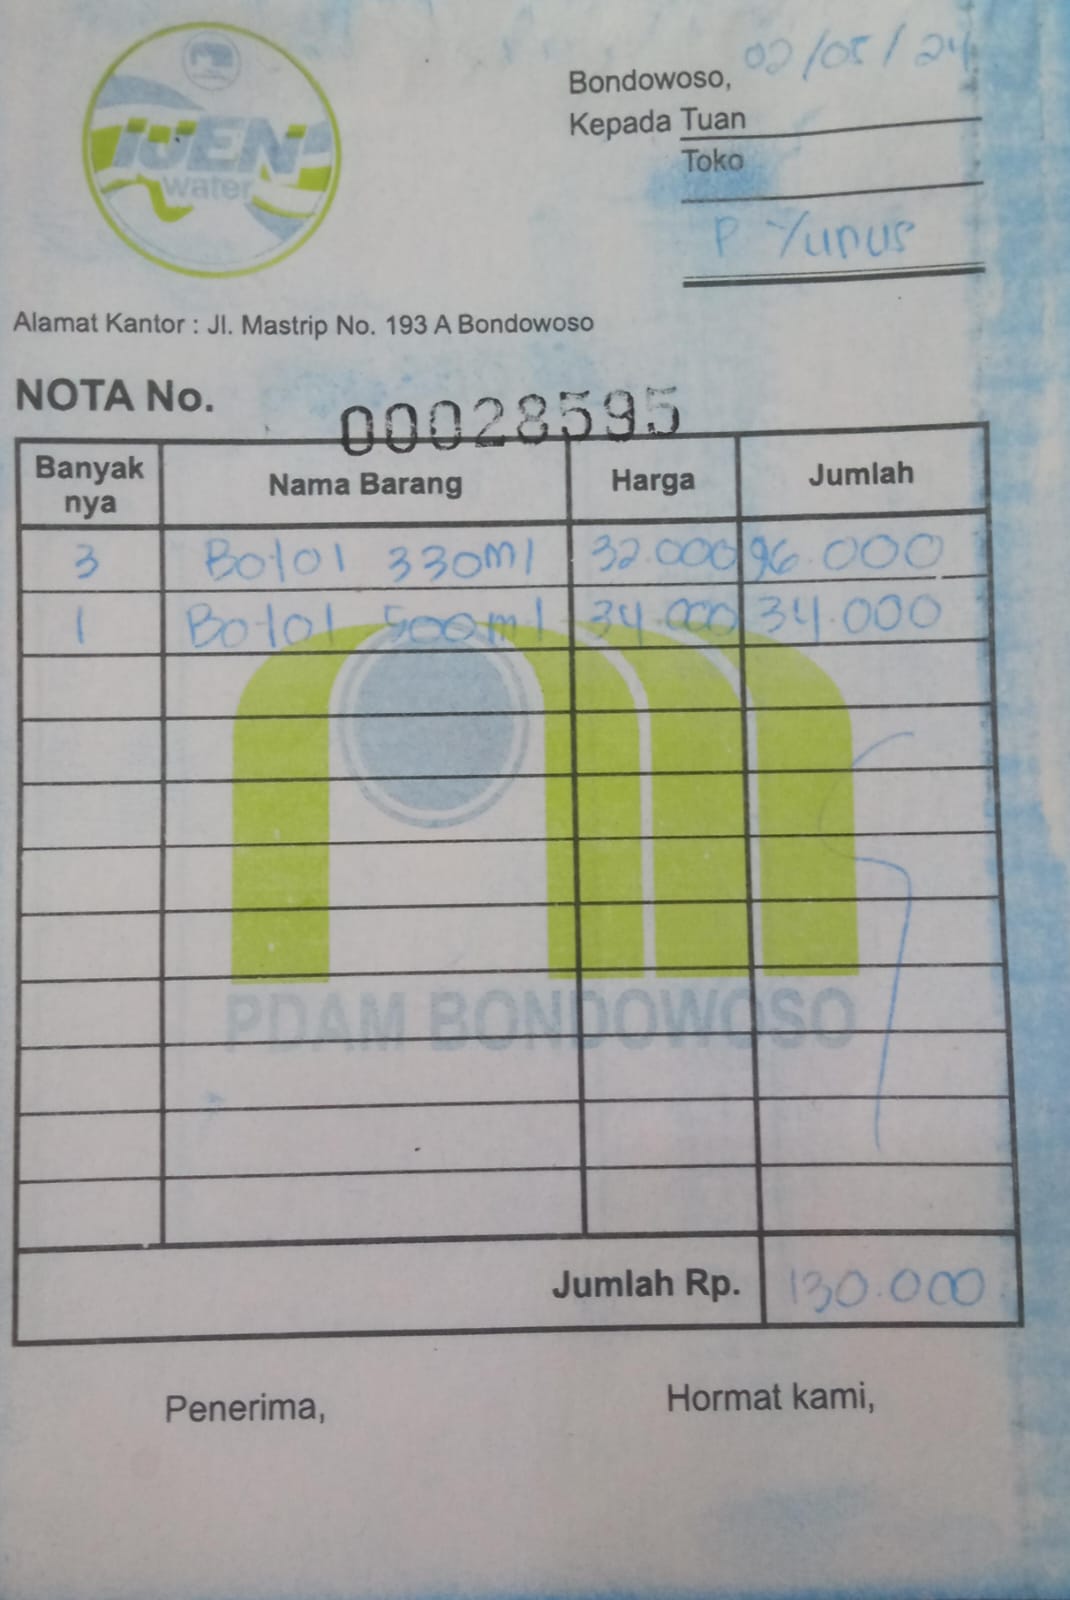 IJEN
water
Bondowoso, 02/05/24
Kepada Tuan
Toko
P Yunus
Alamat Kantor : Jl. Mastrip No. 193 A Bondowoso
NOTA No. 00028595
Banyak nya Nama Barang Harga Jumlah
3 Botol 330ml 32.000 96.000
1 Botol 500ml 34.000 34.000
PDAM BONDOWOSO
Jumlah Rp. 130.000
Penerima, Hormat kami,